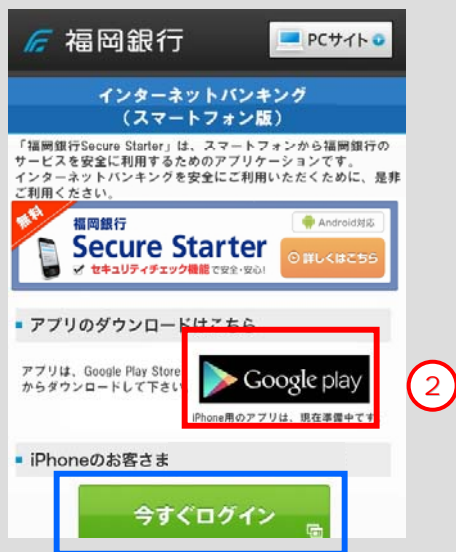 福岡銀行
PCサイト
インターネットバンキング
(スマートフォン版)
「福岡銀行Secure Starter」は、スマートフォンから福岡銀行の
サービスを安全に利用するためのアプリケーションです。
インターネットバンキングを安全にご利用いただくために、是非
ご利用ください。
無料
福岡銀行
Secure Starter
セキュリティチェック機能で安全・安心!
Android対応
詳しくはこちら
アプリのダウンロードはこちら
アプリは、Google Play Store
からダウンロードして下さい
Google play
iPhone用のアプリは、現在準備中です
2
iPhoneのお客さま
今すぐログイン